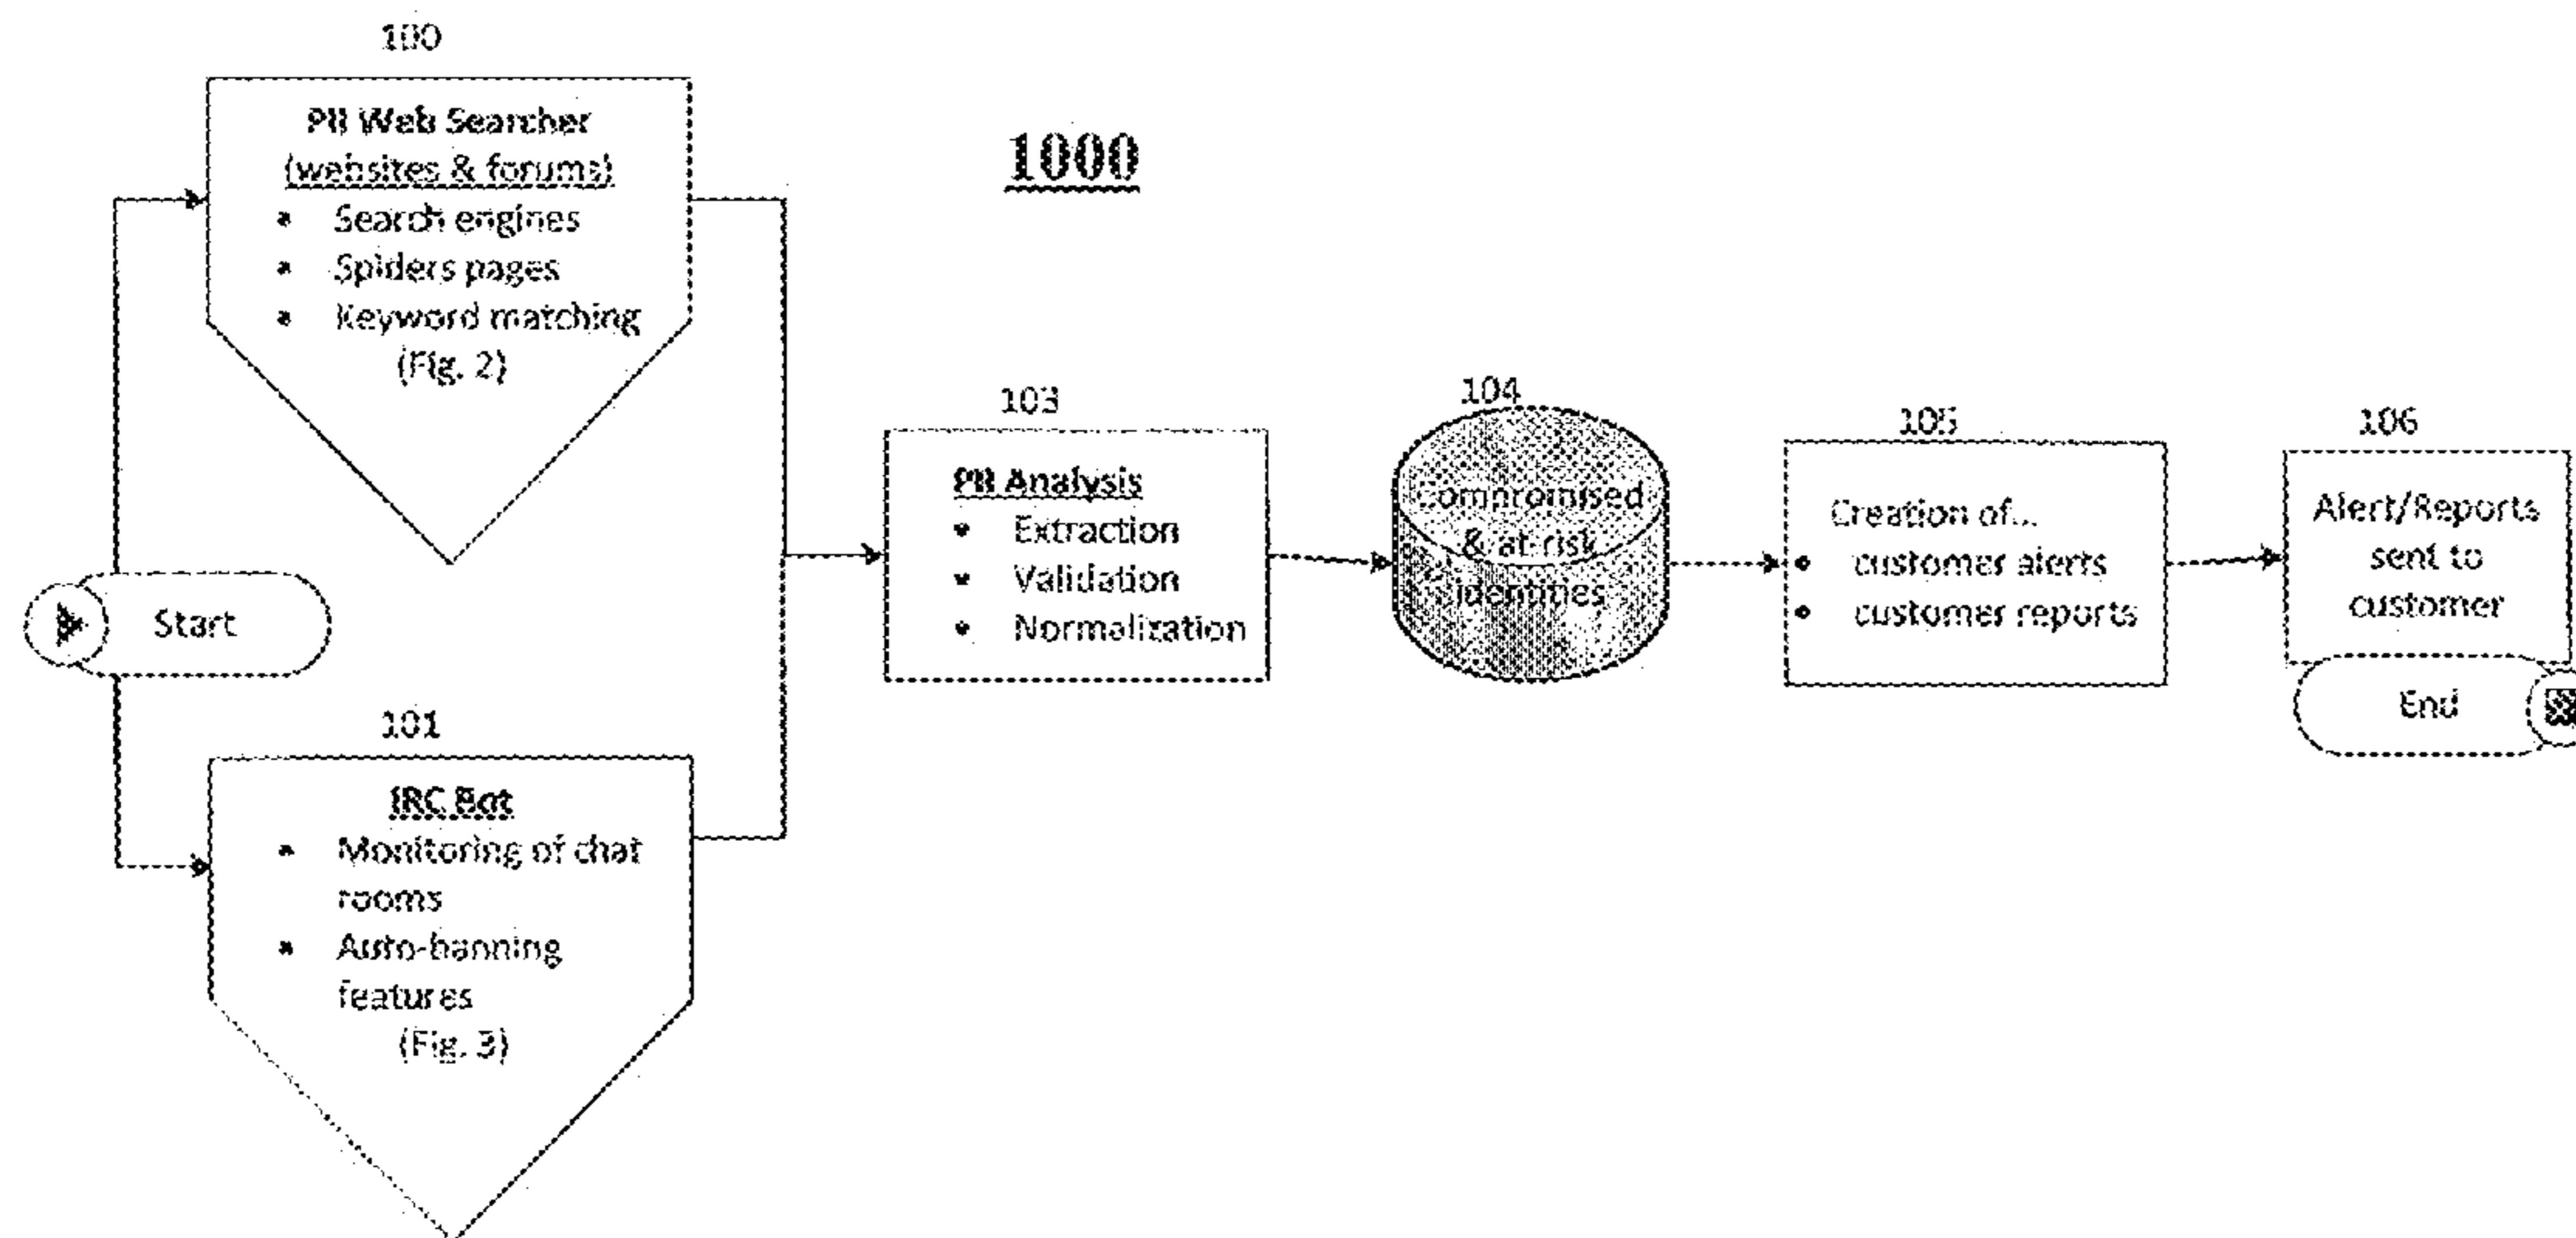 100
PII Web Searcher
(websites & forums)
• Search engines
• Spiders pages
• Keyword matching
(Fig. 2)
1000
Start
101
IRC Bot
• Monitoring of chat
rooms
• Auto-banning
features
(Fig. 3)
103
PII Analysis
• Extraction
• Validation
• Normalization
104
Compromised
& at-risk
identities
105
Creation of...
• customer alerts
• customer reports
106
Alert/Reports
sent to
customer
End